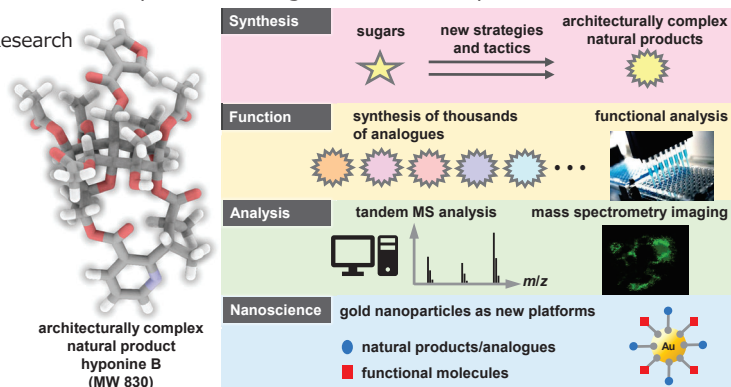 Research
architecturally complex
natural product
hyponine B
(MW 830)
Synthesis
sugars
new strategies
and tactics
architecturally complex
natural products
Function
synthesis of thousands
of analogues
functional analysis
Analysis
tandem MS analysis
mass spectrometry imaging
m/z
Nanoscience
gold nanoparticles as new platforms
natural products/analogues
functional molecules
Au